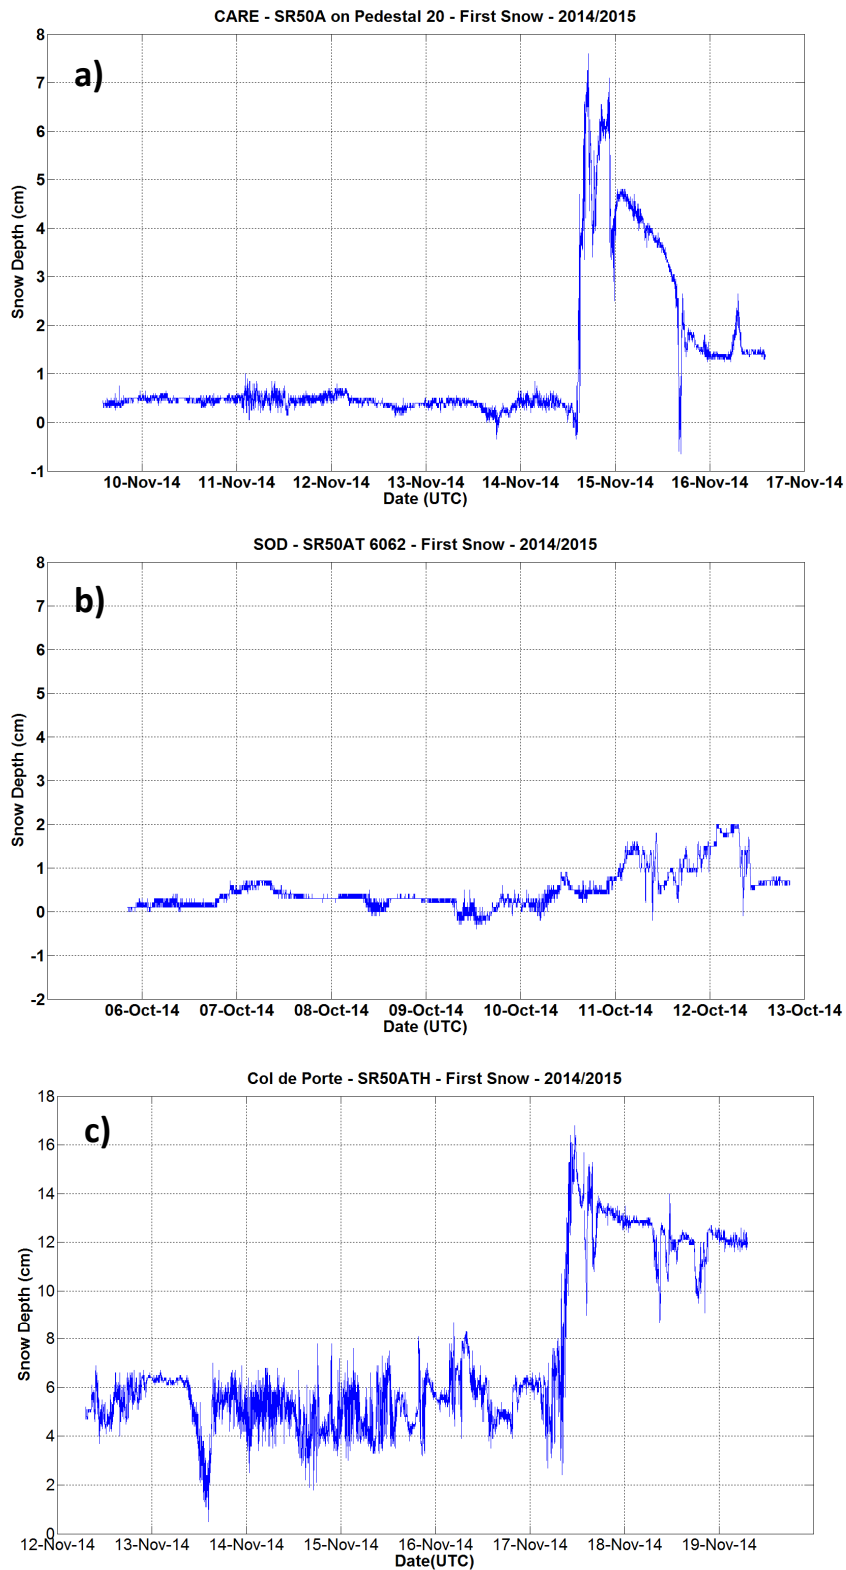 CARE - SR50A on Pedestal 20 - First Snow - 2014/2015
a)
Snow Depth (cm)
8
7
6
5
4
3
2
1
0
-1
10-Nov-14 11-Nov-14 12-Nov-14 13-Nov-14 14-Nov-14 15-Nov-14 16-Nov-14 17-Nov-14
Date (UTC)
SOD - SR50AT 6062 - First Snow - 2014/2015
b)
Snow Depth (cm)
8
7
6
5
4
3
2
1
0
-1
-2
06-Oct-14 07-Oct-14 08-Oct-14 09-Oct-14 10-Oct-14 11-Oct-14 12-Oct-14 13-Oct-14
Date (UTC)
Col de Porte - SR50ATH - First Snow - 2014/2015
c)
Snow Depth (cm)
18
16
14
12
10
8
6
4
2
0
12-Nov-14 13-Nov-14 14-Nov-14 15-Nov-14 16-Nov-14 17-Nov-14 18-Nov-14 19-Nov-14
Date(UTC)